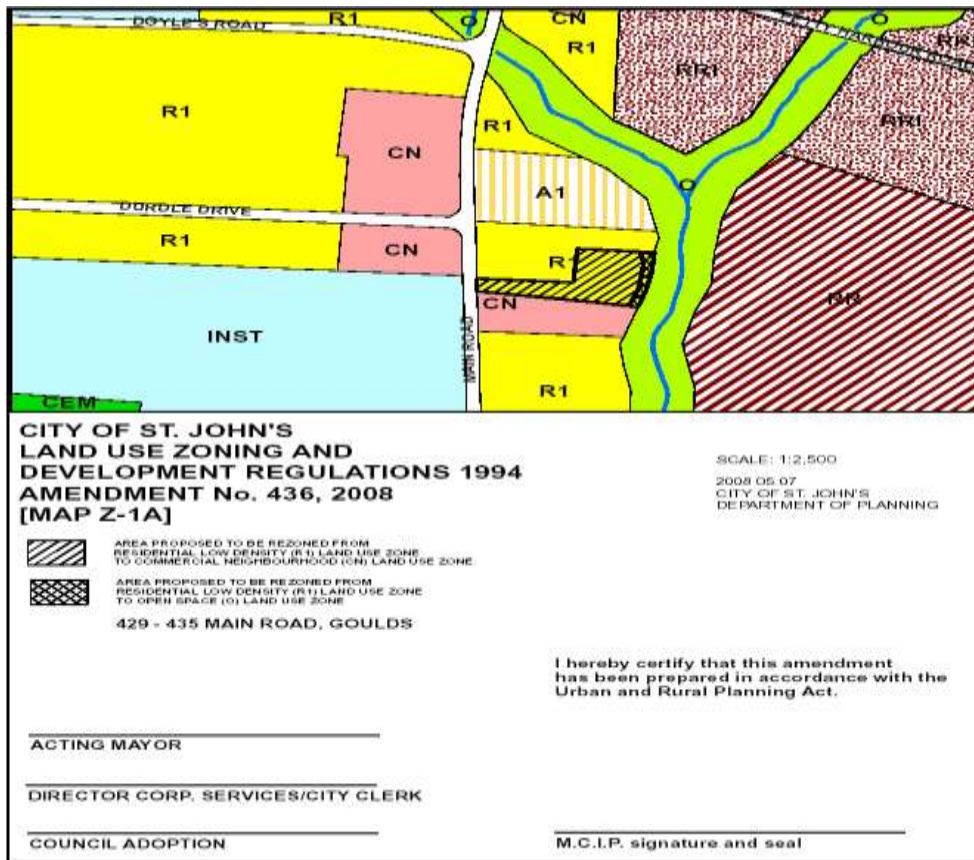 DOYLE'S ROAD
R1
O
CN
R1
O
RRI
R1
CN
R1
RRI
A1
O
DURDLE DRIVE
R1
CN
R1
CN
RR
INST
MAIN ROAD
R1
CEM
CITY OF ST. JOHN'S
LAND USE ZONING AND
DEVELOPMENT REGULATIONS 1994
AMENDMENT No. 436, 2008
[MAP Z-1A]
SCALE: 1:2,500
2008 05 07
CITY OF ST. JOHN'S
DEPARTMENT OF PLANNING
AREA PROPOSED TO BE REZONED FROM
RESIDENTIAL LOW DENSITY (R1) LAND USE ZONE
TO COMMERCIAL NEIGHBOURHOOD (CN) LAND USE ZONE
AREA PROPOSED TO BE REZONED FROM
RESIDENTIAL LOW DENSITY (R1) LAND USE ZONE
TO OPEN SPACE (O) LAND USE ZONE
429 - 435 MAIN ROAD, GOULDS
I hereby certify that this amendment
has been prepared in accordance with the
Urban and Rural Planning Act.
ACTING MAYOR
DIRECTOR CORP. SERVICES/CITY CLERK
COUNCIL ADOPTION
M.C.I.P. signature and seal